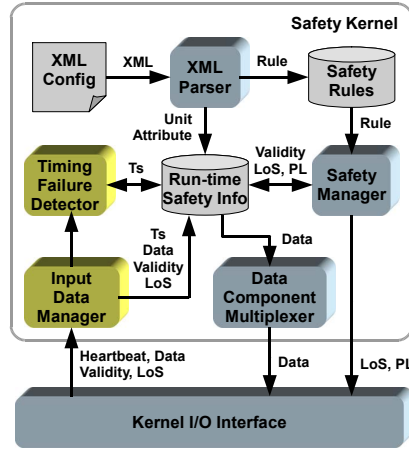 Safety Kernel
XML
Config
XML
XML
Parser
Rule
Safety
Rules
Unit
Attribute
Rule
Timing
Failure
Detector
Ts
Run-time
Safety Info
Validity
LoS, PL
Safety
Manager
Ts
Data
Validity
LoS
Data
Input
Data
Manager
Data
Component
Multiplexer
Heartbeat, Data
Validity, LoS
Data
LoS, PL
Kernel I/O Interface